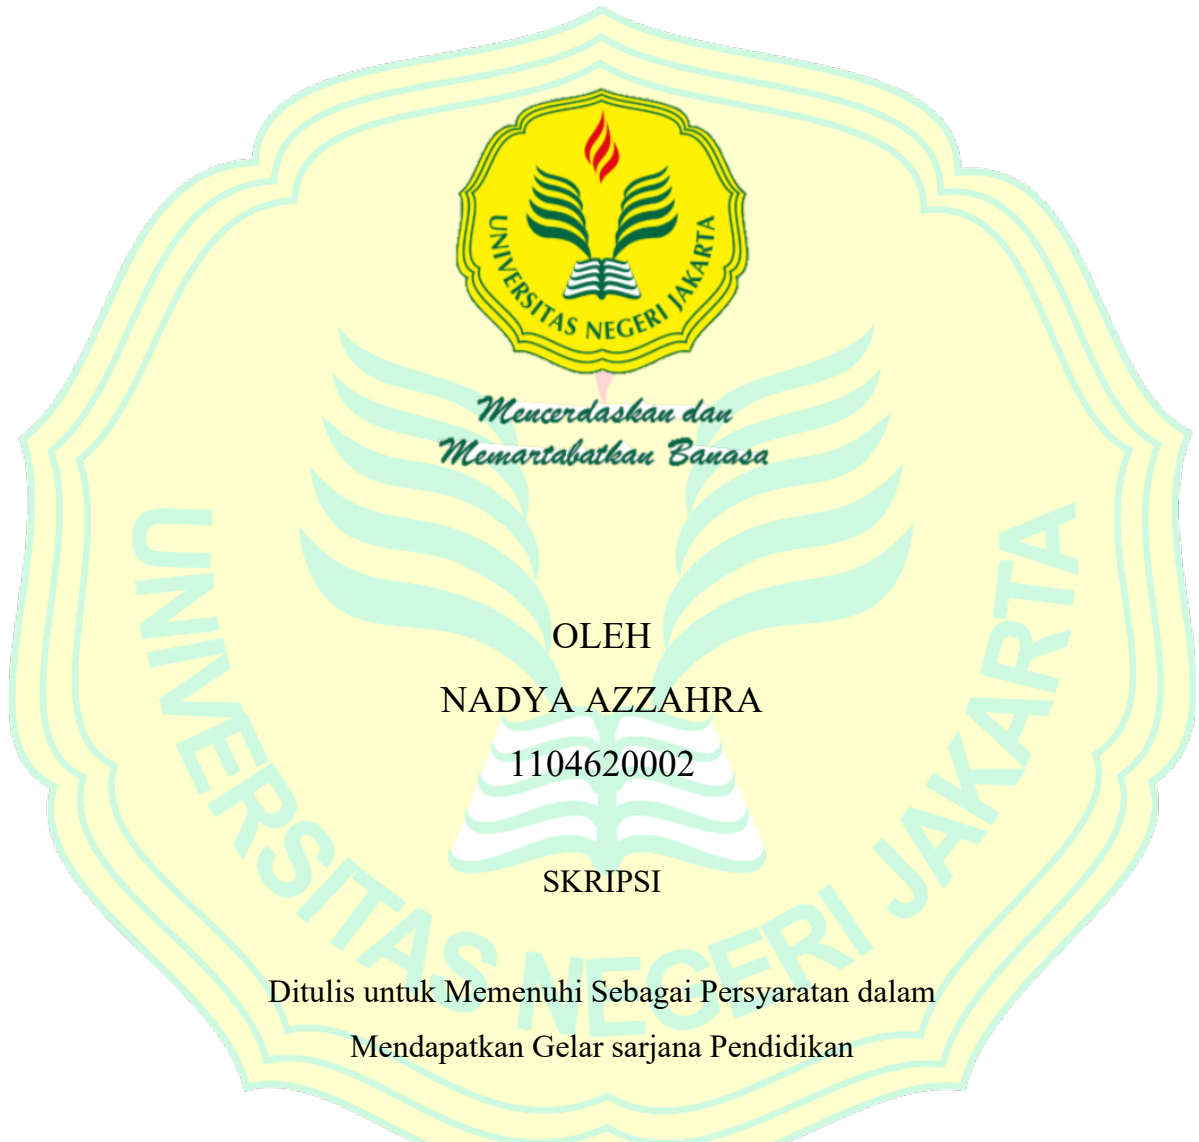 UNIVERSITAS NEGERI JAKARTA
Mencerdaskan dan
Memartabatkan Banasa
OLEH
NADYA AZZAHRA
1104620002
SKRIPSI
Ditulis untuk Memenuhi Sebagai Persyaratan dalam
Mendapatkan Gelar sarjana Pendidikan
UNIVERSITAS NEGERI JAKARTA